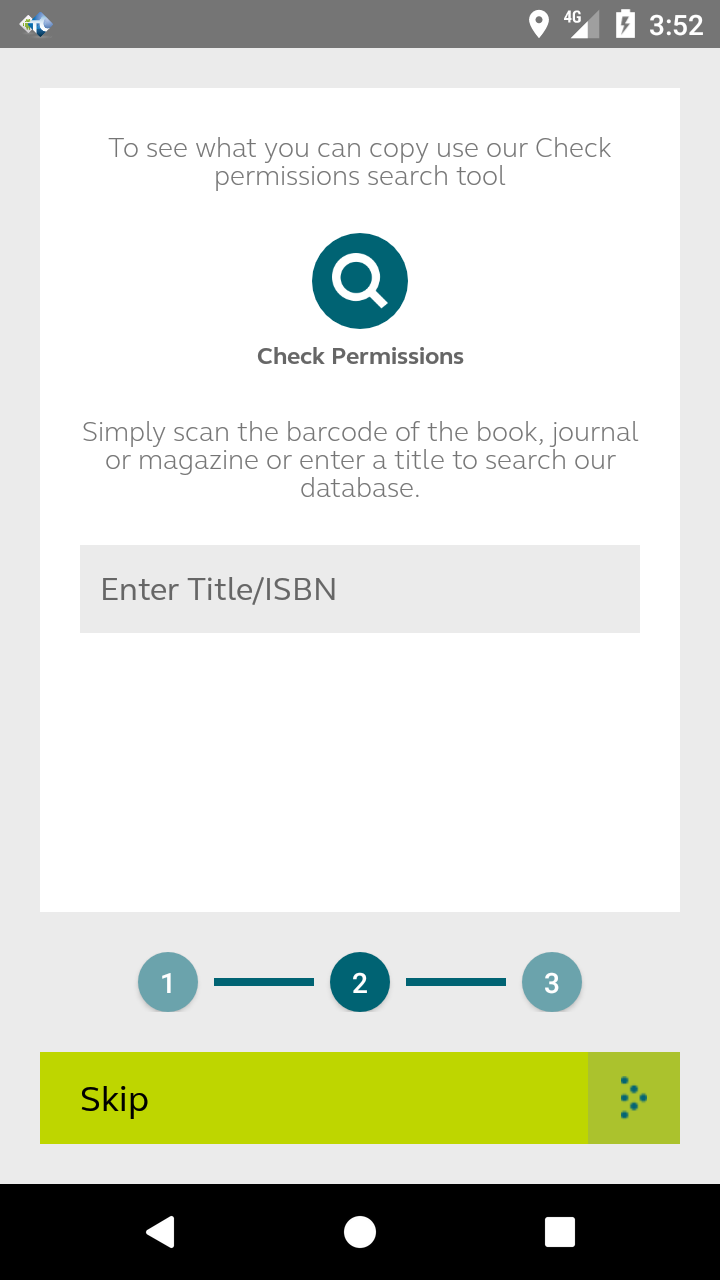 4G 3:52
To see what you can copy use our Check
permissions search tool
Check Permissions
Simply scan the barcode of the book, journal
or magazine or enter a title to search our
database.
Enter Title/ISBN
1 2 3
Skip